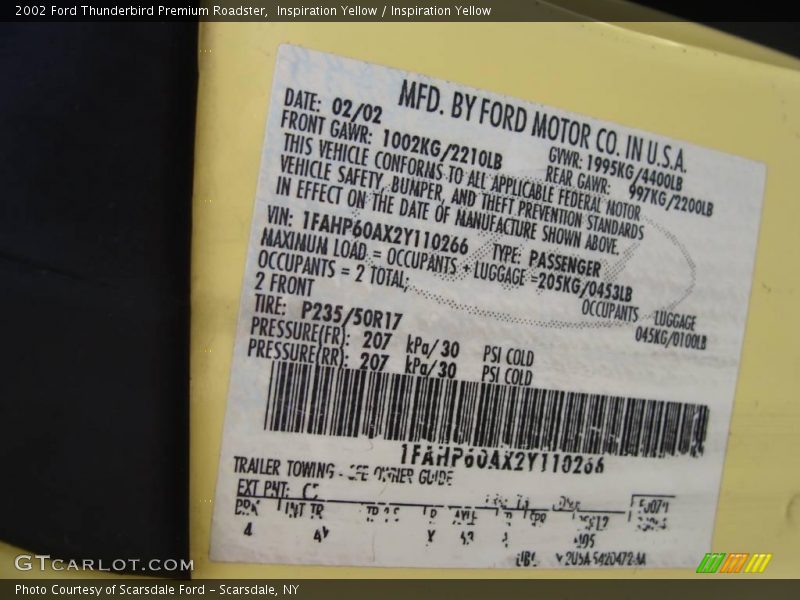 2002 Ford Thunderbird Premium Roadster,  Inspiration Yellow / Inspiration Yellow
MFD. BY FORD MOTOR CO. IN U.S.A.
DATE: 02/02 GVWR: 1995KG/4400LB
FRONT GAWR: 1002KG/2210LB REAR GAWR: 997KG/2200LB
THIS VEHICLE CONFORMS TO ALL APPLICABLE FEDERAL MOTOR
VEHICLE SAFETY, BUMPER, AND THEFT PREVENTION STANDARDS
IN EFFECT ON THE DATE OF MANUFACTURE SHOWN ABOVE.
VIN: 1FAHP60AX2Y110266 TYPE: PASSENGER
MAXIMUM LOAD = OCCUPANTS + LUGGAGE =205KG/0453LB
OCCUPANTS = 2 TOTAL; OCCUPANTS LUGGAGE
2 FRONT 045KG/0100LB
TIRE: P235/50R17
PRESSURE(FR): 207 kPa/30 PSI COLD
PRESSURE(RR): 207 kPa/30 PSI COLD
1FAHP60AX2Y110266
TRAILER TOWING - SEE OWNER GUIDE
EXT PNT:
BRK INT TR
4
GTCARLOT.COM
Photo Courtesy of Scarsdale Ford – Scarsdale, NY